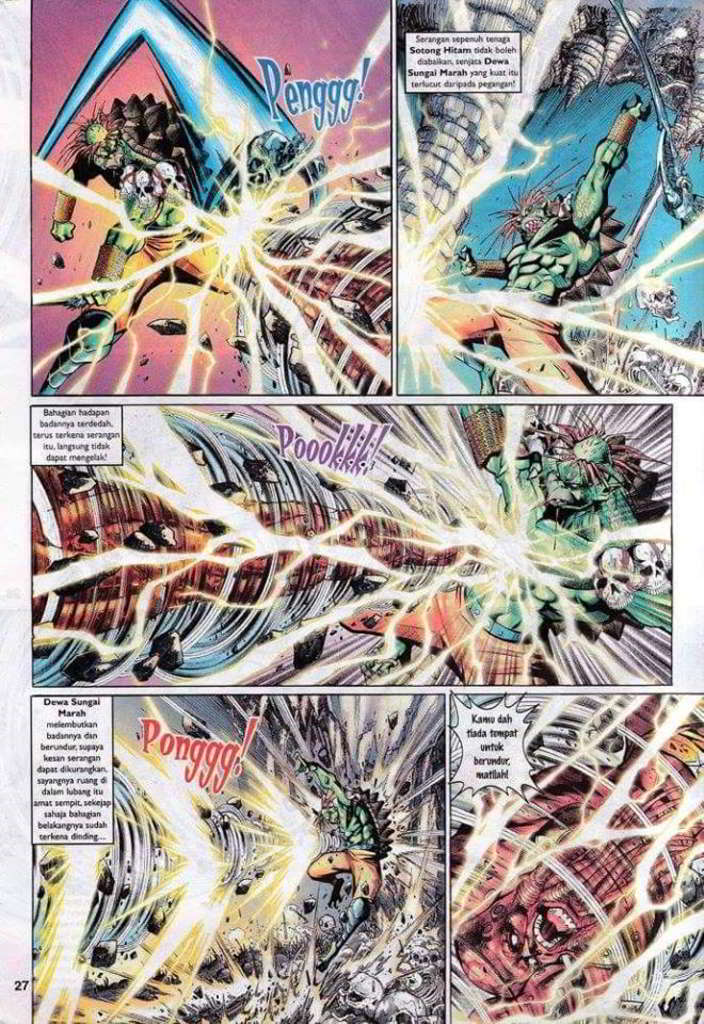 Penggg!
Serangan sepenuh tenaga
Sotong Hitam tidak boleh
diabaikan, senjata Dewa
Sungai Marah yang kuat itu
terlucut daripada pegangan!
Bahagian hadapan
badannya terdedah,
terus terkena serangan
itu, langsung tidak
dapat mengelak!
Poookkkk!
Dewa Sungai
Marah
melembutkan
badannya dan
berundur, supaya
kesan serangan
dapat dikurangkan,
sayangnya ruang di
dalam lubang itu
amat sempit, sekejap
sahaja bahagian
belakangnya sudah
terkena dinding....
Ponggg!
Kamu dah
tiada tempat
untuk
berundur,
matilah!
27